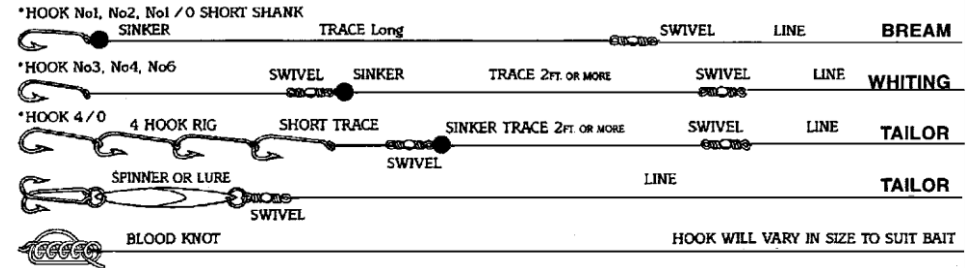 *HOOK No1, No2, No1/0 SHORT SHANK
SINKER TRACE Long SWIVEL LINE BREAM
*HOOK No3, No4, No6
SWIVEL SINKER TRACE 2FT. OR MORE SWIVEL LINE WHITING
*HOOK 4/0
4 HOOK RIG SHORT TRACE SINKER TRACE 2FT. OR MORE SWIVEL LINE TAILOR
SWIVEL
SPINNER OR LURE LINE TAILOR
SWIVEL
BLOOD KNOT HOOK WILL VARY IN SIZE TO SUIT BAIT